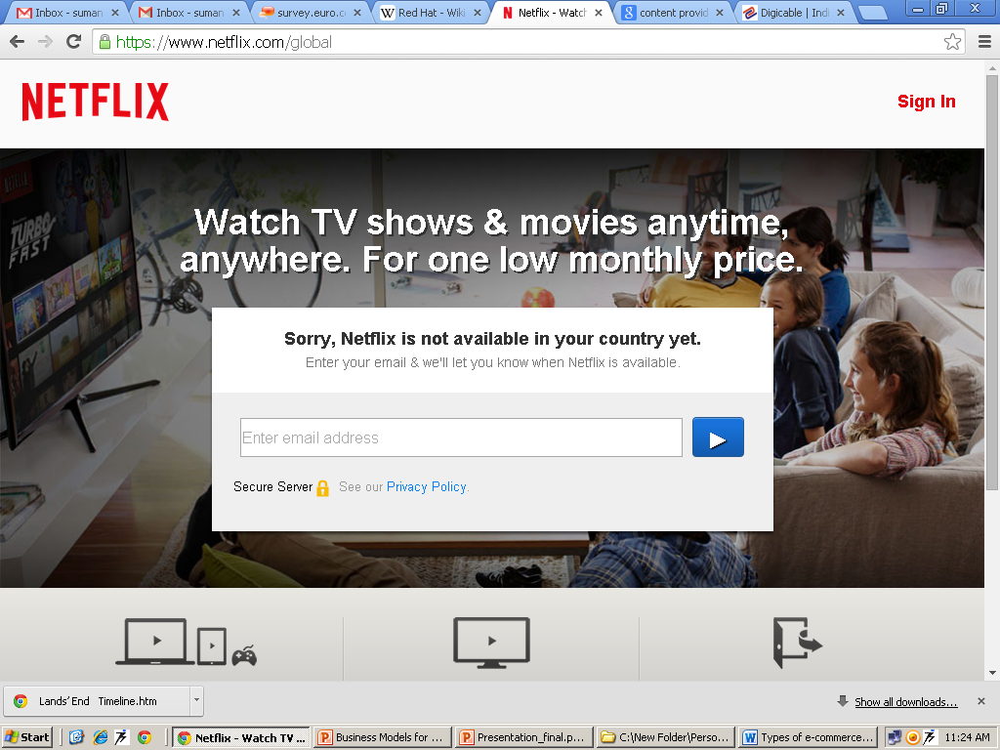 Inbox - suman
Inbox - suman
survey.euro.c
Red Hat - Wiki
Netflix - Watch
content provid
Digicable | Indi
https://www.netflix.com/global
NETFLIX
Sign In
NETFLIX
TURBO
FAST
Watch TV shows & movies anytime,
anywhere. For one low monthly price.
Sorry, Netflix is not available in your country yet.
Enter your email & we'll let you know when Netflix is available.
Enter email address
Secure Server See our Privacy Policy.
Lands' End Timeline.htm
Show all downloads...
Start
Netflix - Watch TV ...
Business Models for ...
Presentation_final.p...
C:\New Folder\Perso...
Types of e-commerce...
11:24 AM